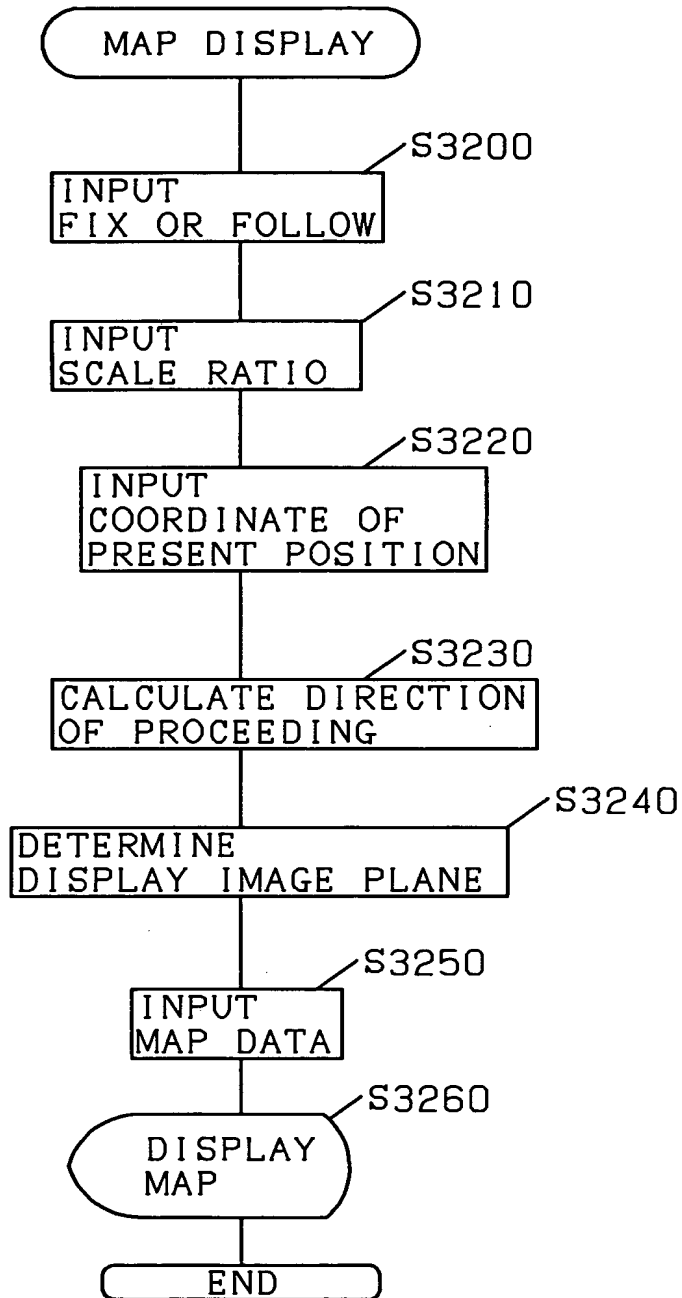 MAP DISPLAY
S3200
INPUT
FIX OR FOLLOW
S3210
INPUT
SCALE RATIO
S3220
INPUT
COORDINATE OF
PRESENT POSITION
S3230
CALCULATE DIRECTION
OF PROCEEDING
S3240
DETERMINE
DISPLAY IMAGE PLANE
S3250
INPUT
MAP DATA
S3260
DISPLAY
MAP
END